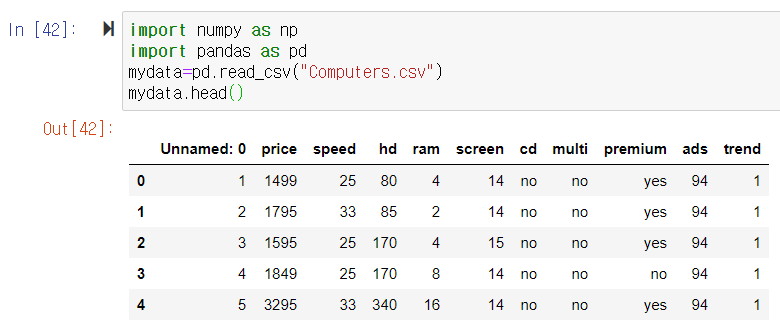 In [42]:
import numpy as np
import pandas as pd
mydata=pd.read_csv("Computers.csv")
mydata.head()
Out[42]:
Unnamed: 0 price speed hd ram screen cd multi premium ads trend
0 1 1499 25 80 4 14 no no yes 94 1
1 2 1795 33 85 2 14 no no yes 94 1
2 3 1595 25 170 4 15 no no yes 94 1
3 4 1849 25 170 8 14 no no no 94 1
4 5 3295 33 340 16 14 no no yes 94 1